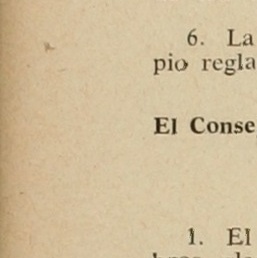 6. La
pio regla
El Conse
1. El